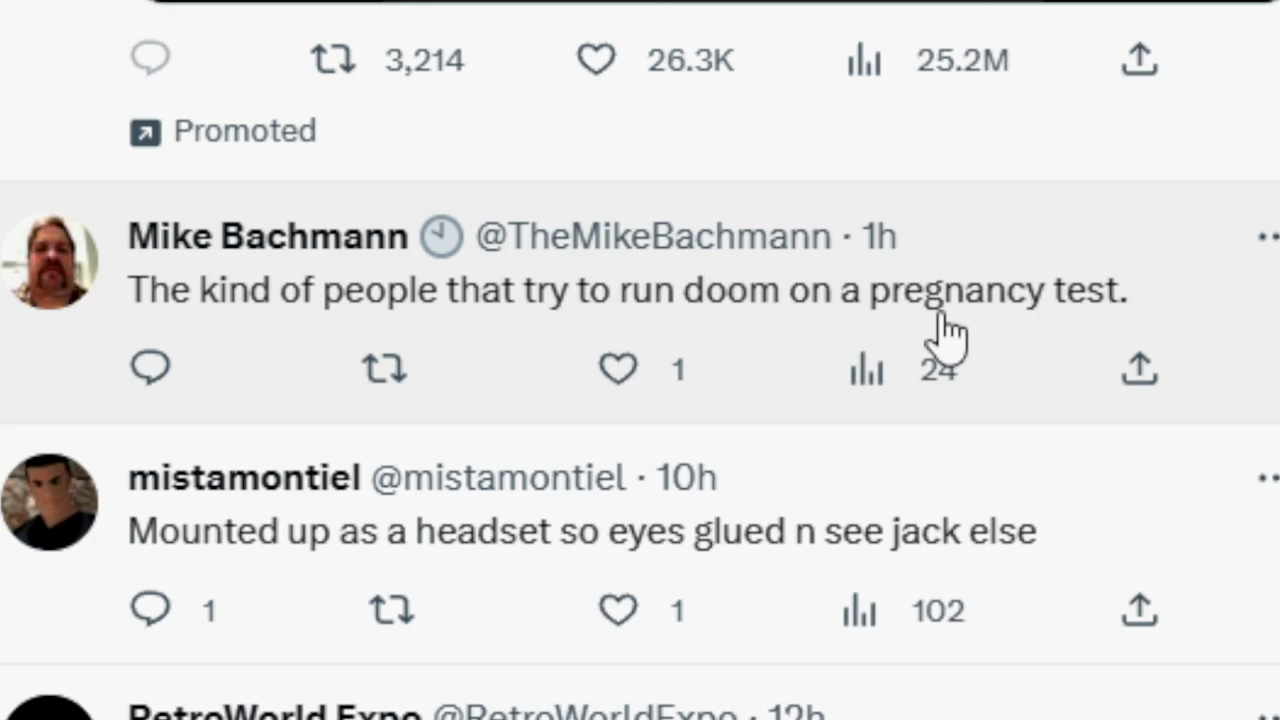 3,214 26.3K 25.2M
Promoted
Mike Bachmann @TheMikeBachmann · 1h
The kind of people that try to run doom on a pregnancy test.
1 24
mistamontiel @mistamontiel · 10h
Mounted up as a headset so eyes glued n see jack else
1 1 102
RetroWorld Expo @RetroWorldExpo · 12h